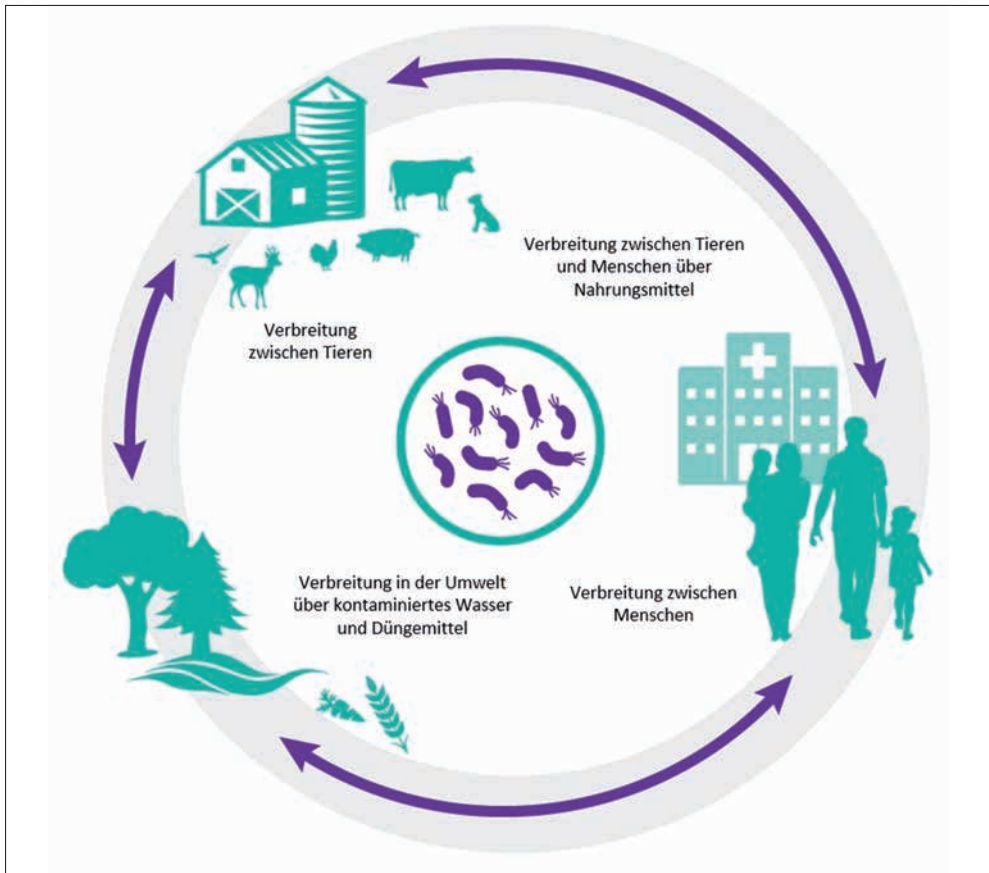 Verbreitung zwischen Tieren
und Menschen über
Nahrungsmittel
Verbreitung
zwischen Tieren
Verbreitung in der Umwelt
über kontaminiertes Wasser
und Düngemittel
Verbreitung zwischen
Menschen